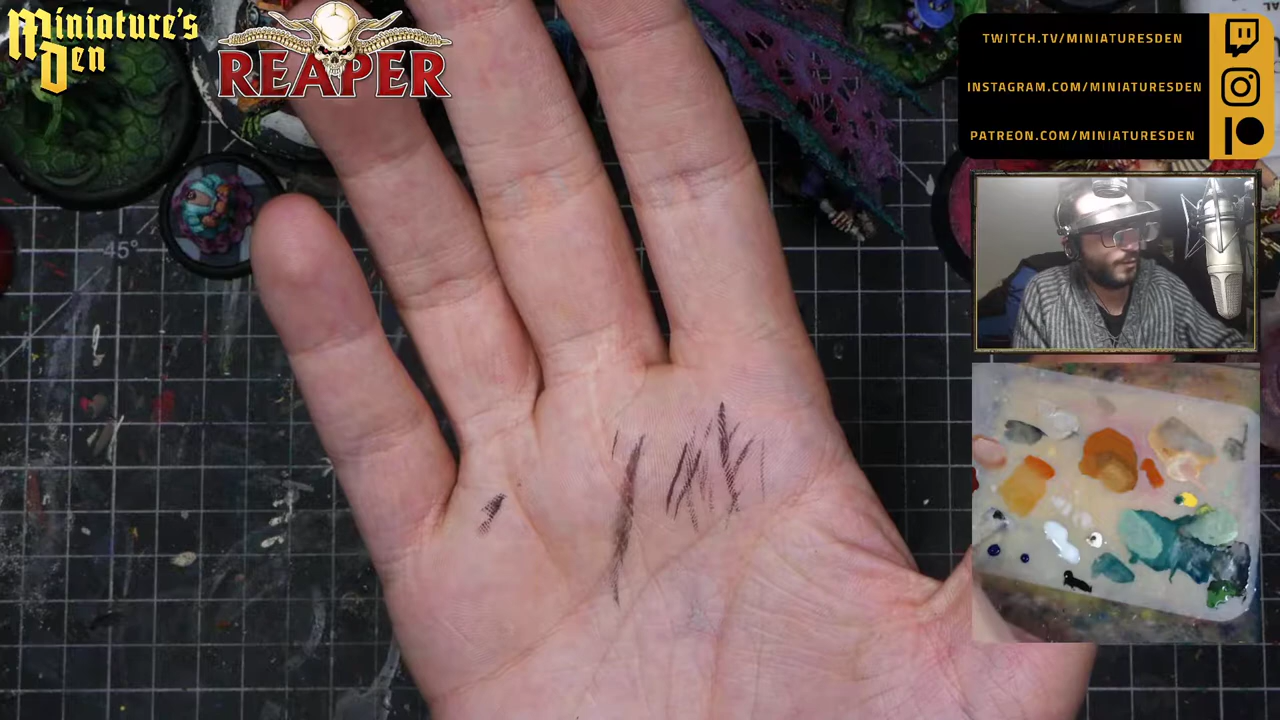 Miniature's
Den
REAPER
TWITCH.TV/MINIATURESDEN
INSTAGRAM.COM/MINIATURESDEN
PATREON.COM/MINIATURESDEN
45°